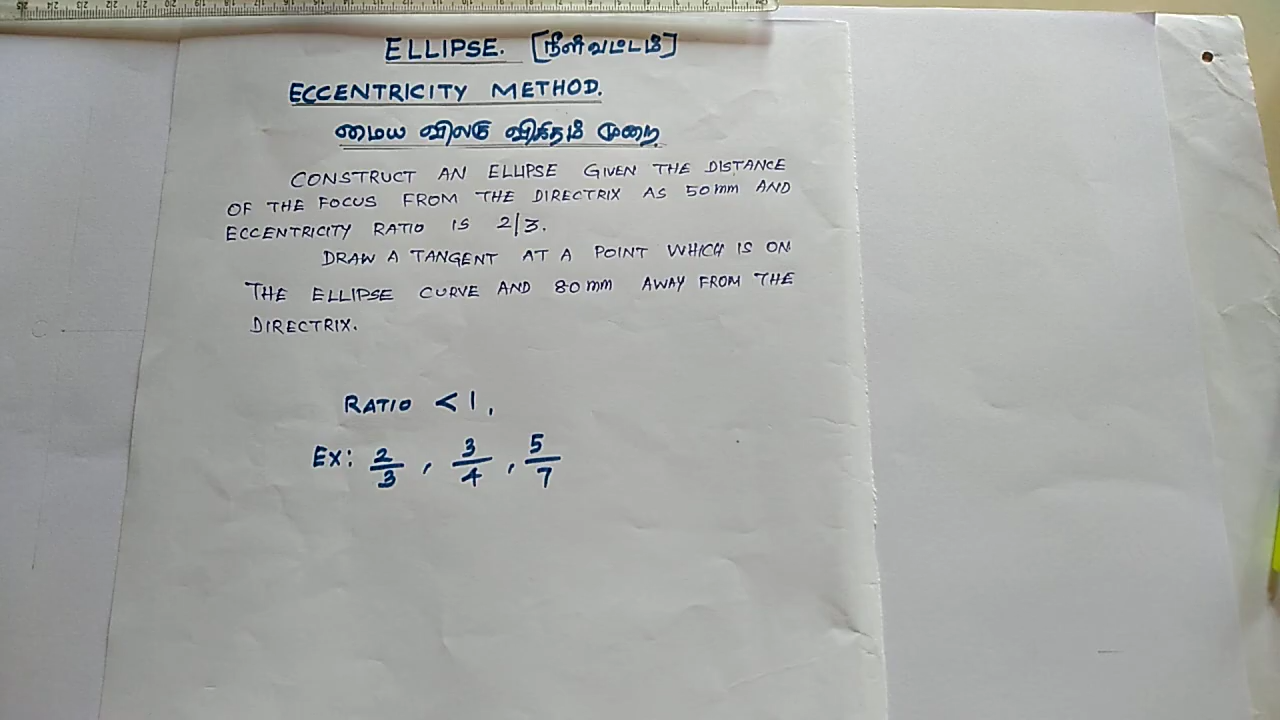 ELLIPSE. [நீள்வட்டம்]
ECCENTRICITY METHOD.
மைய விலகு விகிதம் முறை
CONSTRUCT AN ELLIPSE GIVEN THE DISTANCE
OF THE FOCUS FROM THE DIRECTRIX AS 50mm AND
ECCENTRICITY RATIO IS 2/3.
DRAW A TANGENT AT A POINT WHICH IS ON
THE ELLIPSE CURVE AND 80mm AWAY FROM THE
DIRECTRIX.
RATIO < 1,
EX: 2/3, 3/4, 5/7